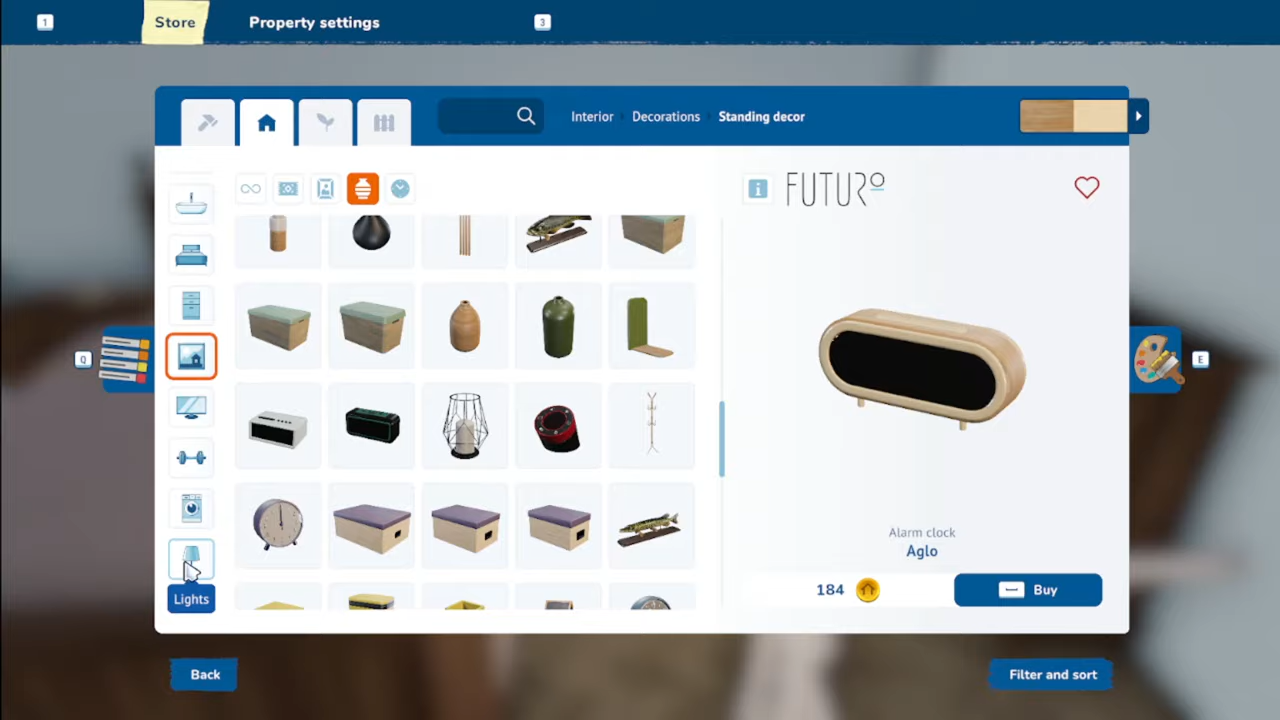 1
Store
Property settings
3
Interior
Decorations
Standing decor
FUTURO
Q
E
Alarm clock
Aglo
184
Buy
Lights
Back
Filter and sort